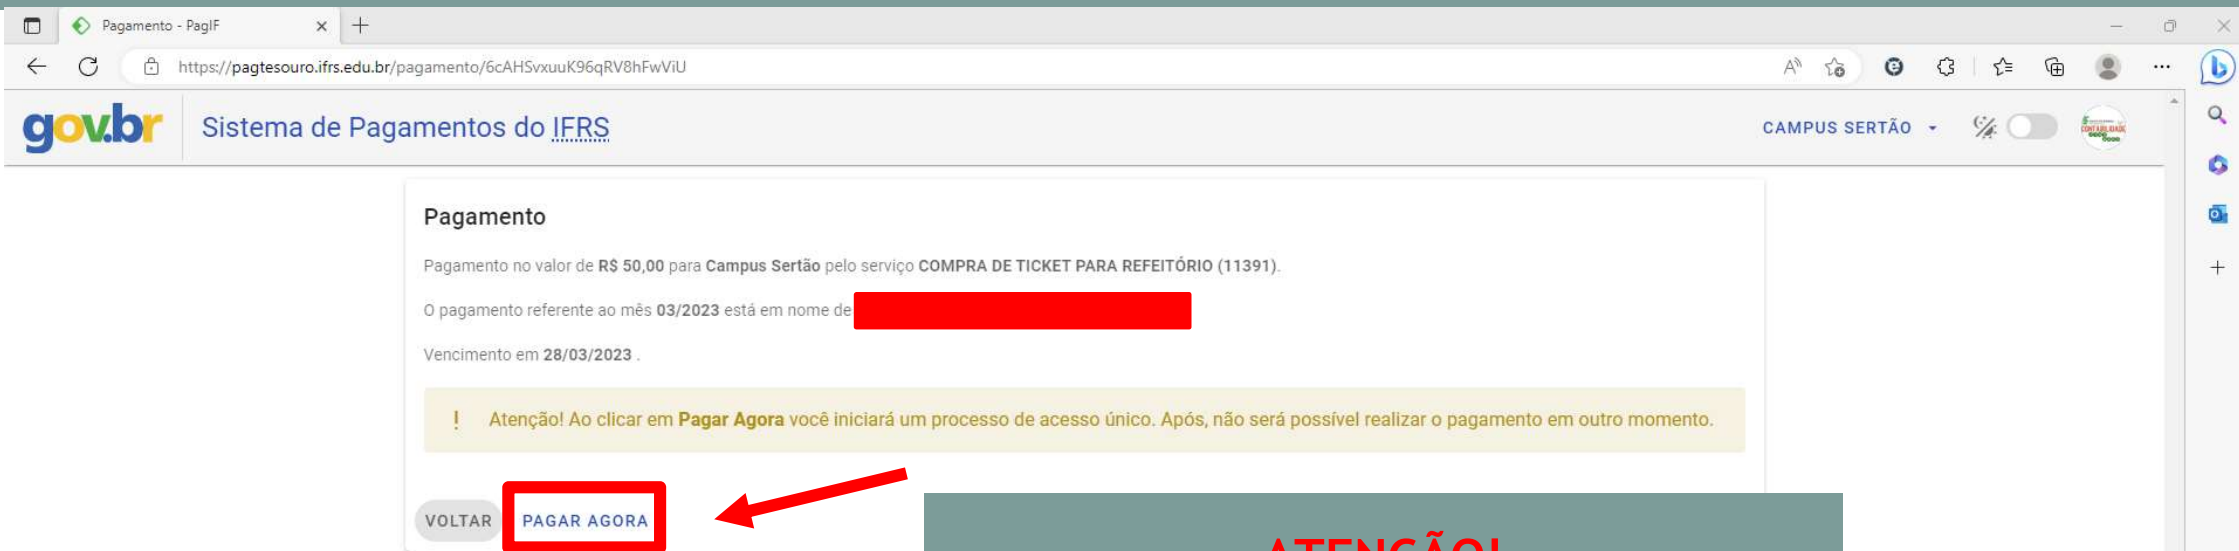 Pagamento - PagIF
https://pagtesouro.ifrs.edu.br/pagamento/6cAHSvxuuK96qRV8hFwViU
gov.br Sistema de Pagamentos do IFRS CAMPUS SERTÃO
Pagamento
Pagamento no valor de R$ 50,00 para Campus Sertão pelo serviço COMPRA DE TICKET PARA REFEITÓRIO (11391).
O pagamento referente ao mês 03/2023 está em nome de
Vencimento em 28/03/2023 .
! Atenção! Ao clicar em Pagar Agora você iniciará um processo de acesso único. Após, não será possível realizar o pagamento em outro momento.
VOLTAR PAGAR AGORA
ATENÇÃO!